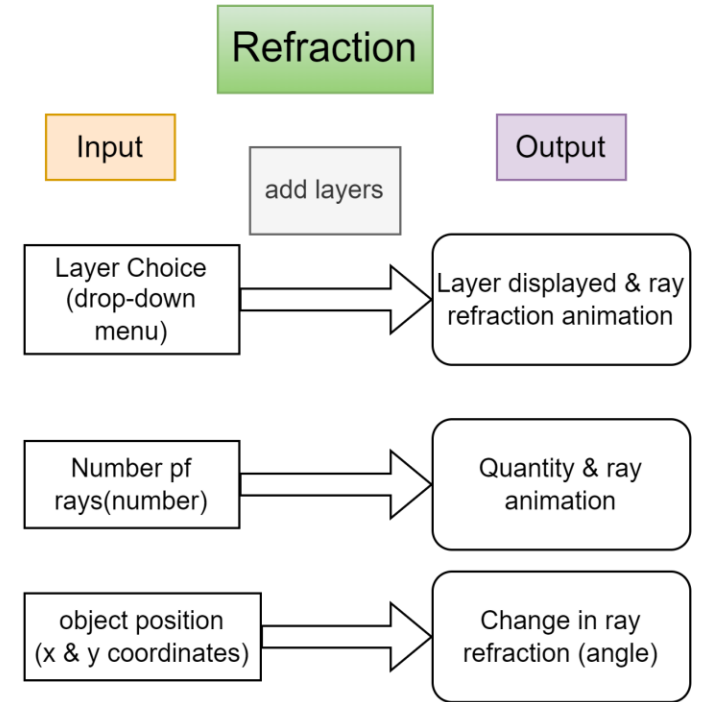 Refraction
Input
Output
add layers
Layer Choice
(drop-down
menu)
Layer displayed & ray
refraction animation
Number pf
rays(number)
Quantity & ray
animation
object position
(x & y coordinates)
Change in ray
refraction (angle)